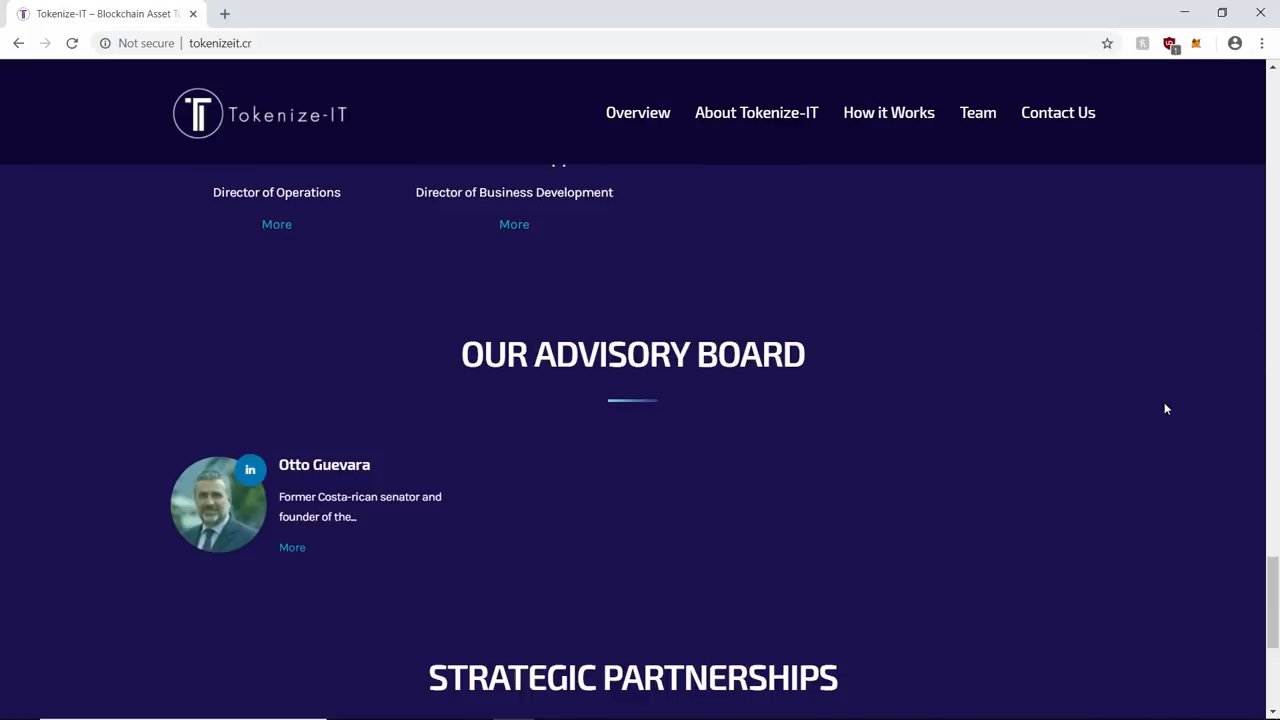 Tokenize-IT – Blockchain Asset T
Not secure
tokenizeit.cr
Tokenize-IT
Overview
About Tokenize-IT
How it Works
Team
Contact Us
Director of Operations
Director of Business Development
More
More
OUR ADVISORY BOARD
in
Otto Guevara
Former Costa-rican senator and
founder of the...
More
STRATEGIC PARTNERSHIPS